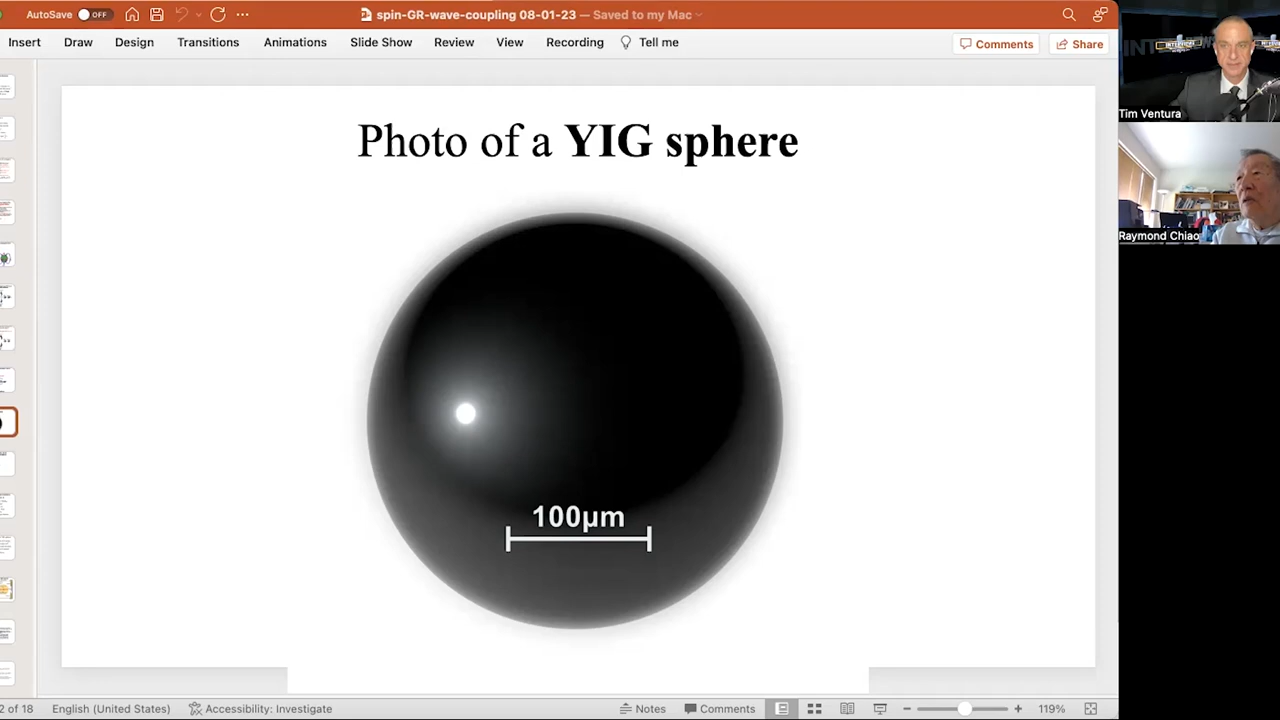 AutoSave OFF ... spin-GR-wave-coupling 08-01-23 — Saved to my Mac
Insert Draw Design Transitions Animations Slide Show Review View Recording Tell me Comments Share
Tim Ventura
Raymond Chiao
Photo of a YIG sphere
100µm
2 of 18 English (United States) Accessibility: Investigate Notes Comments 119%